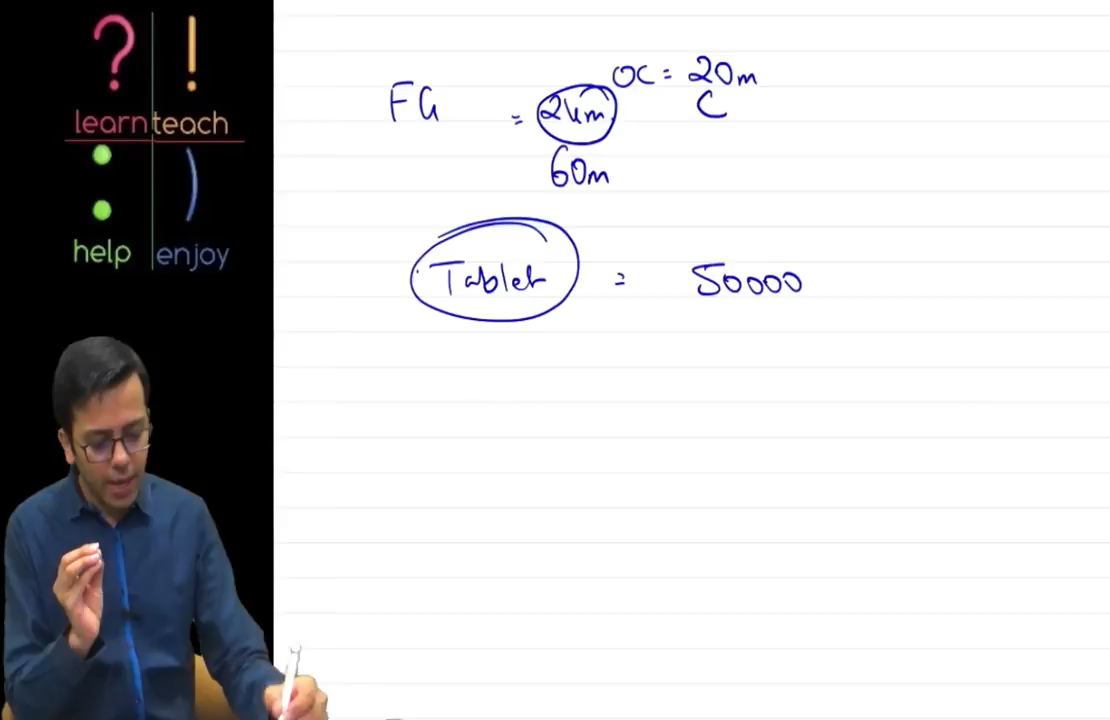 ? !
learn teach
: )
help enjoy
OC = 20m
FG = 24m C
60m
Tablet = 50000